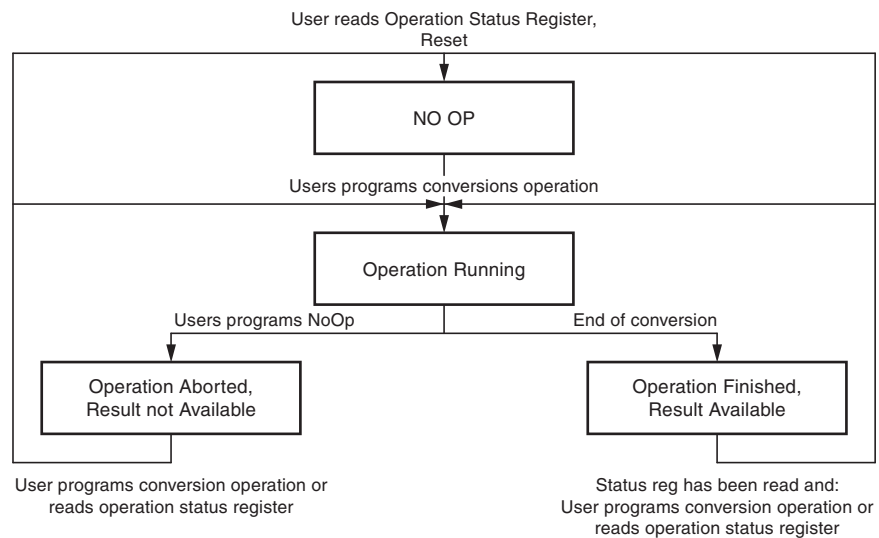 User reads Operation Status Register,
Reset
NO OP
Users programs conversions operation
Operation Running
Users programs NoOp
End of conversion
Operation Aborted,
Result not Available
Operation Finished,
Result Available
User programs conversion operation or
reads operation status register
Status reg has been read and:
User programs conversion operation or
reads operation status register